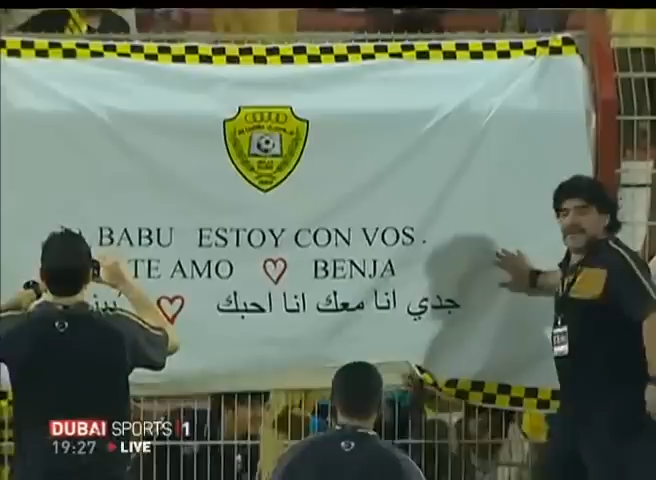 BABU ESTOY CON VOS.
TE AMO ♡ BENJA
جدي انا معك انا احبك ♡
DUBAI SPORTS 1
19:27 LIVE